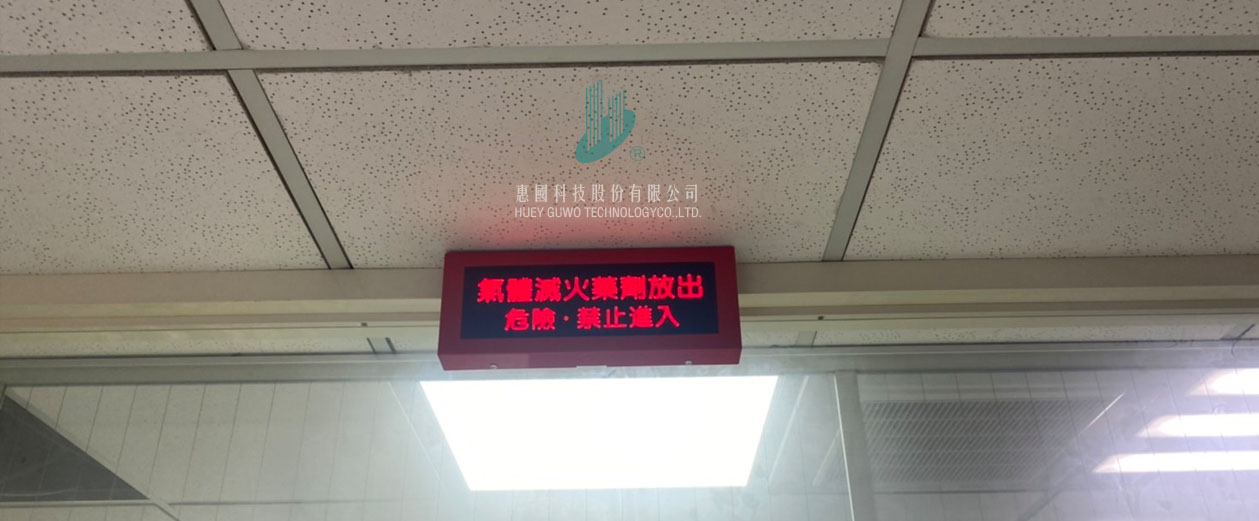 惠國科技股份有限公司
HUEY GUWO TECHNOLOGYCO.,LTD.
氣體滅火藥劑放出
危險·禁止進入